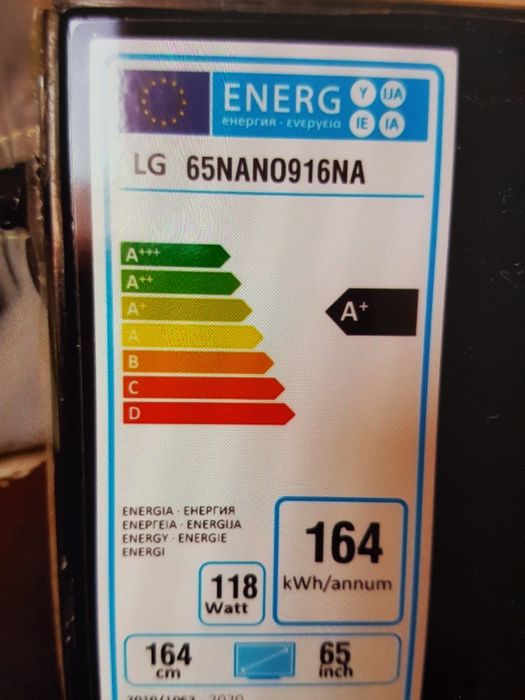 ENERG Y IJA
енергия · ενεργεια IE IA
LG 65NANO916NA
A+++
A++
A+
A+
A
B
C
D
ENERGIA · ЕНЕРГИЯ
ΕΝΕΡΓΕΙΑ · ENERGIJA
ENERGY · ENERGIE
ENERGI
164
kWh/annum
118
Watt
164
cm
65
inch